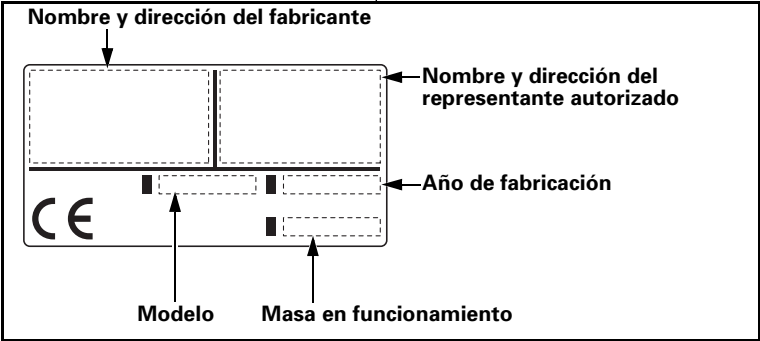 Nombre y dirección del fabricante
Nombre y dirección del
representante autorizado
Año de fabricación
CE
Modelo
Masa en funcionamiento